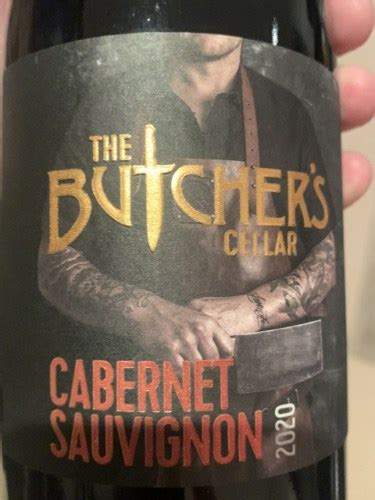 THE
BUTCHER'S
CELLAR
CABERNET
SAUVIGNON
2020